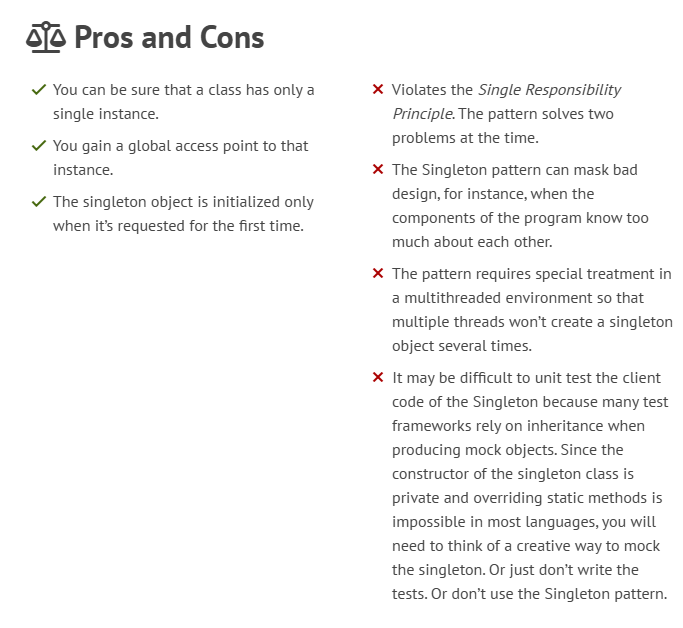 Pros and Cons
You can be sure that a class has only a
single instance.
You gain a global access point to that
instance.
The singleton object is initialized only
when it’s requested for the first time.
Violates the Single Responsibility
Principle. The pattern solves two
problems at the time.
The Singleton pattern can mask bad
design, for instance, when the
components of the program know too
much about each other.
The pattern requires special treatment in
a multithreaded environment so that
multiple threads won’t create a singleton
object several times.
It may be difficult to unit test the client
code of the Singleton because many test
frameworks rely on inheritance when
producing mock objects. Since the
constructor of the singleton class is
private and overriding static methods is
impossible in most languages, you will
need to think of a creative way to mock
the singleton. Or just don’t write the
tests. Or don’t use the Singleton pattern.